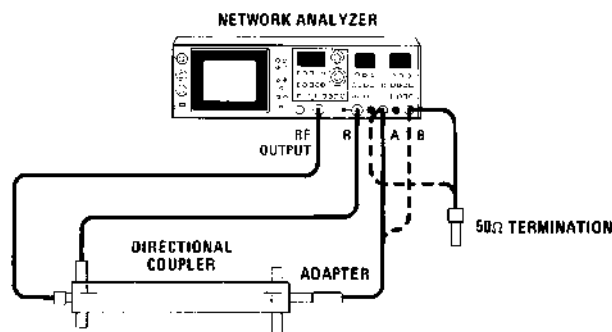 NETWORK ANALYZER
RF
OUTPUT
R
A
B
50Ω TERMINATION
DIRECTIONAL
COUPLER
ADAPTER